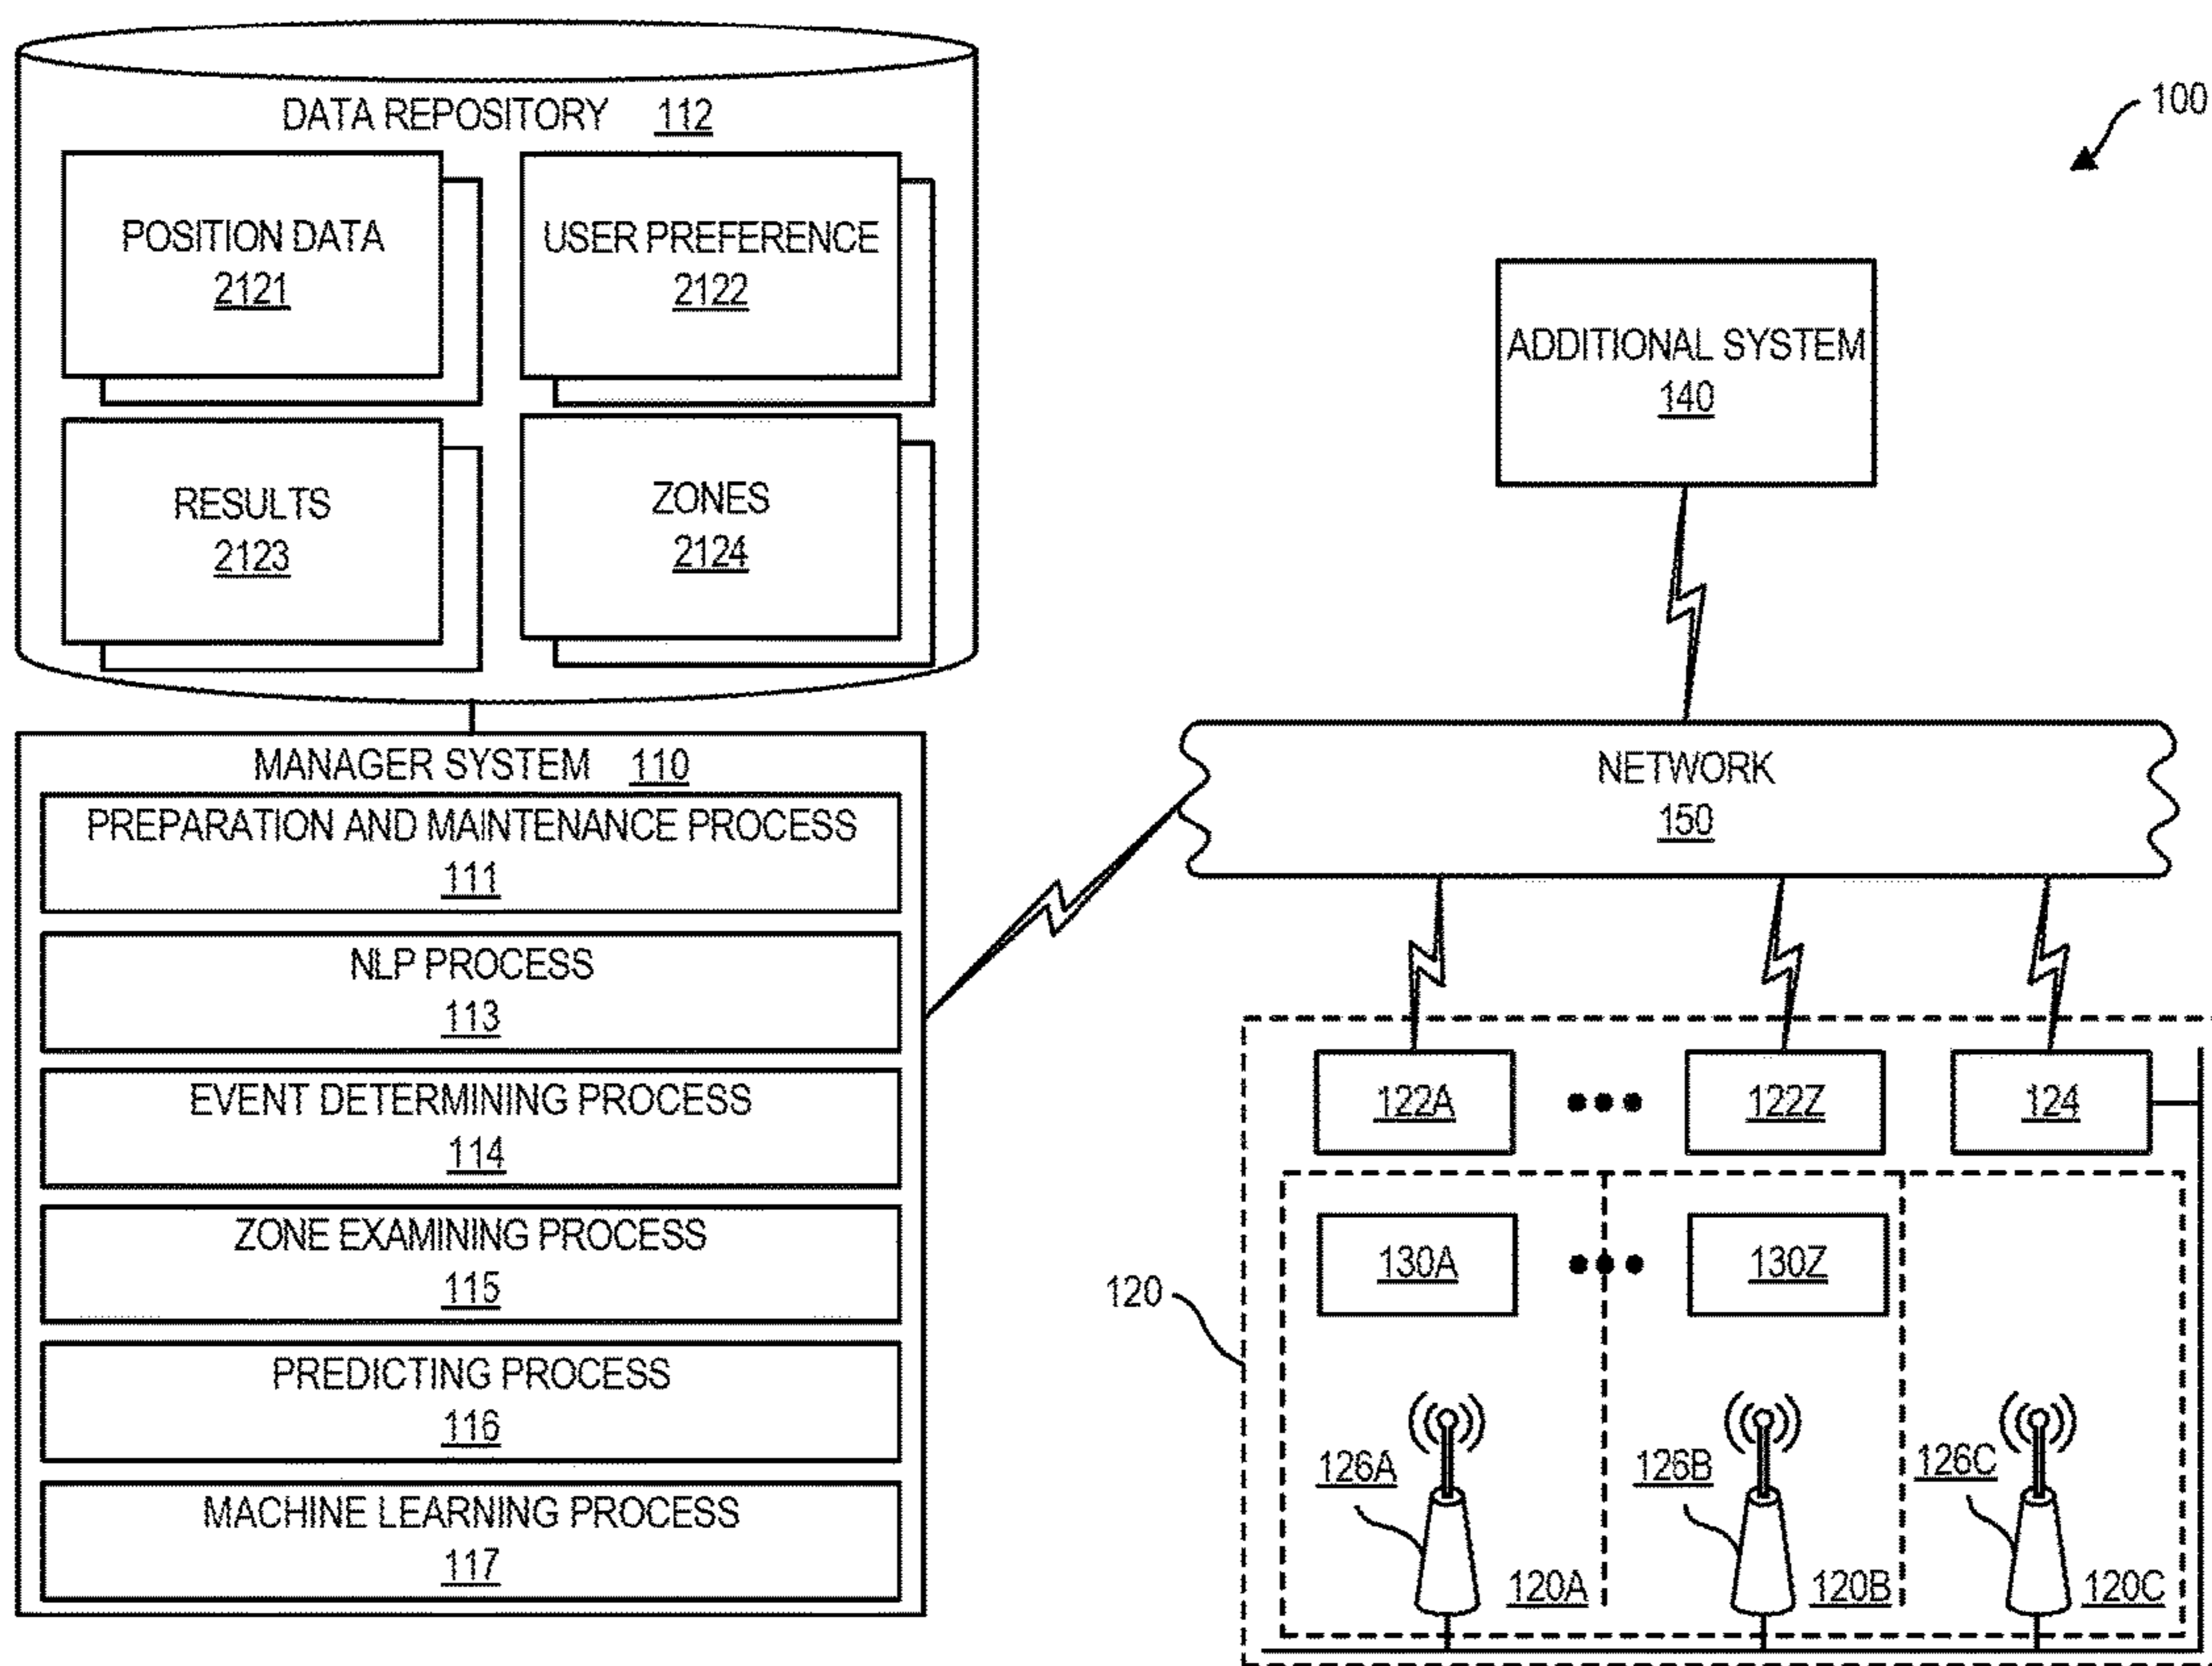 DATA REPOSITORY 112
POSITION DATA
2121
USER PREFERENCE
2122
RESULTS
2123
ZONES
2124
MANAGER SYSTEM 110
PREPARATION AND MAINTENANCE PROCESS
111
NLP PROCESS
113
EVENT DETERMINING PROCESS
114
ZONE EXAMINING PROCESS
115
PREDICTING PROCESS
116
MACHINE LEARNING PROCESS
117
100
ADDITIONAL SYSTEM
140
NETWORK
150
122A
122Z
124
130A
130Z
120
126A
126B
126C
120A
120B
120C